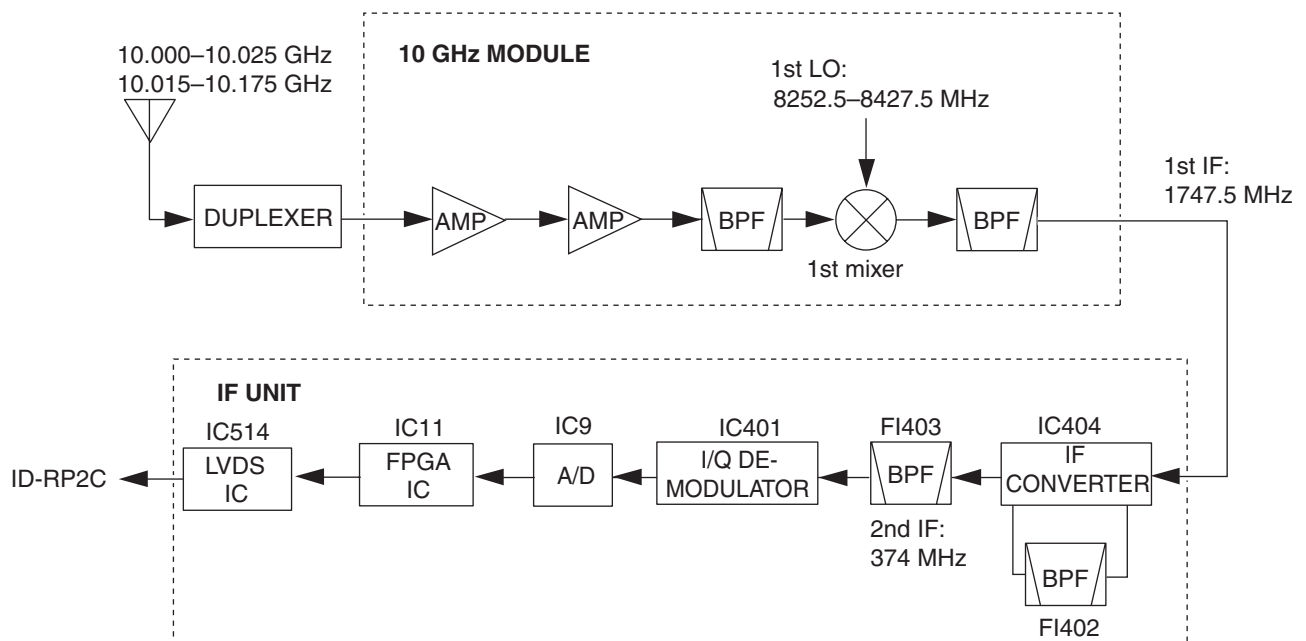 10.000–10.025 GHz
10.015–10.175 GHz
10 GHz MODULE
1st LO:
8252.5–8427.5 MHz
1st IF:
1747.5 MHz
DUPLEXER
AMP
AMP
BPF
BPF
1st mixer
IF UNIT
IC514
IC11
IC9
IC401
FI403
IC404
ID-RP2C
LVDS
IC
FPGA
IC
A/D
I/Q DE-
MODULATOR
BPF
IF
CONVERTER
2nd IF:
374 MHz
BPF
FI402